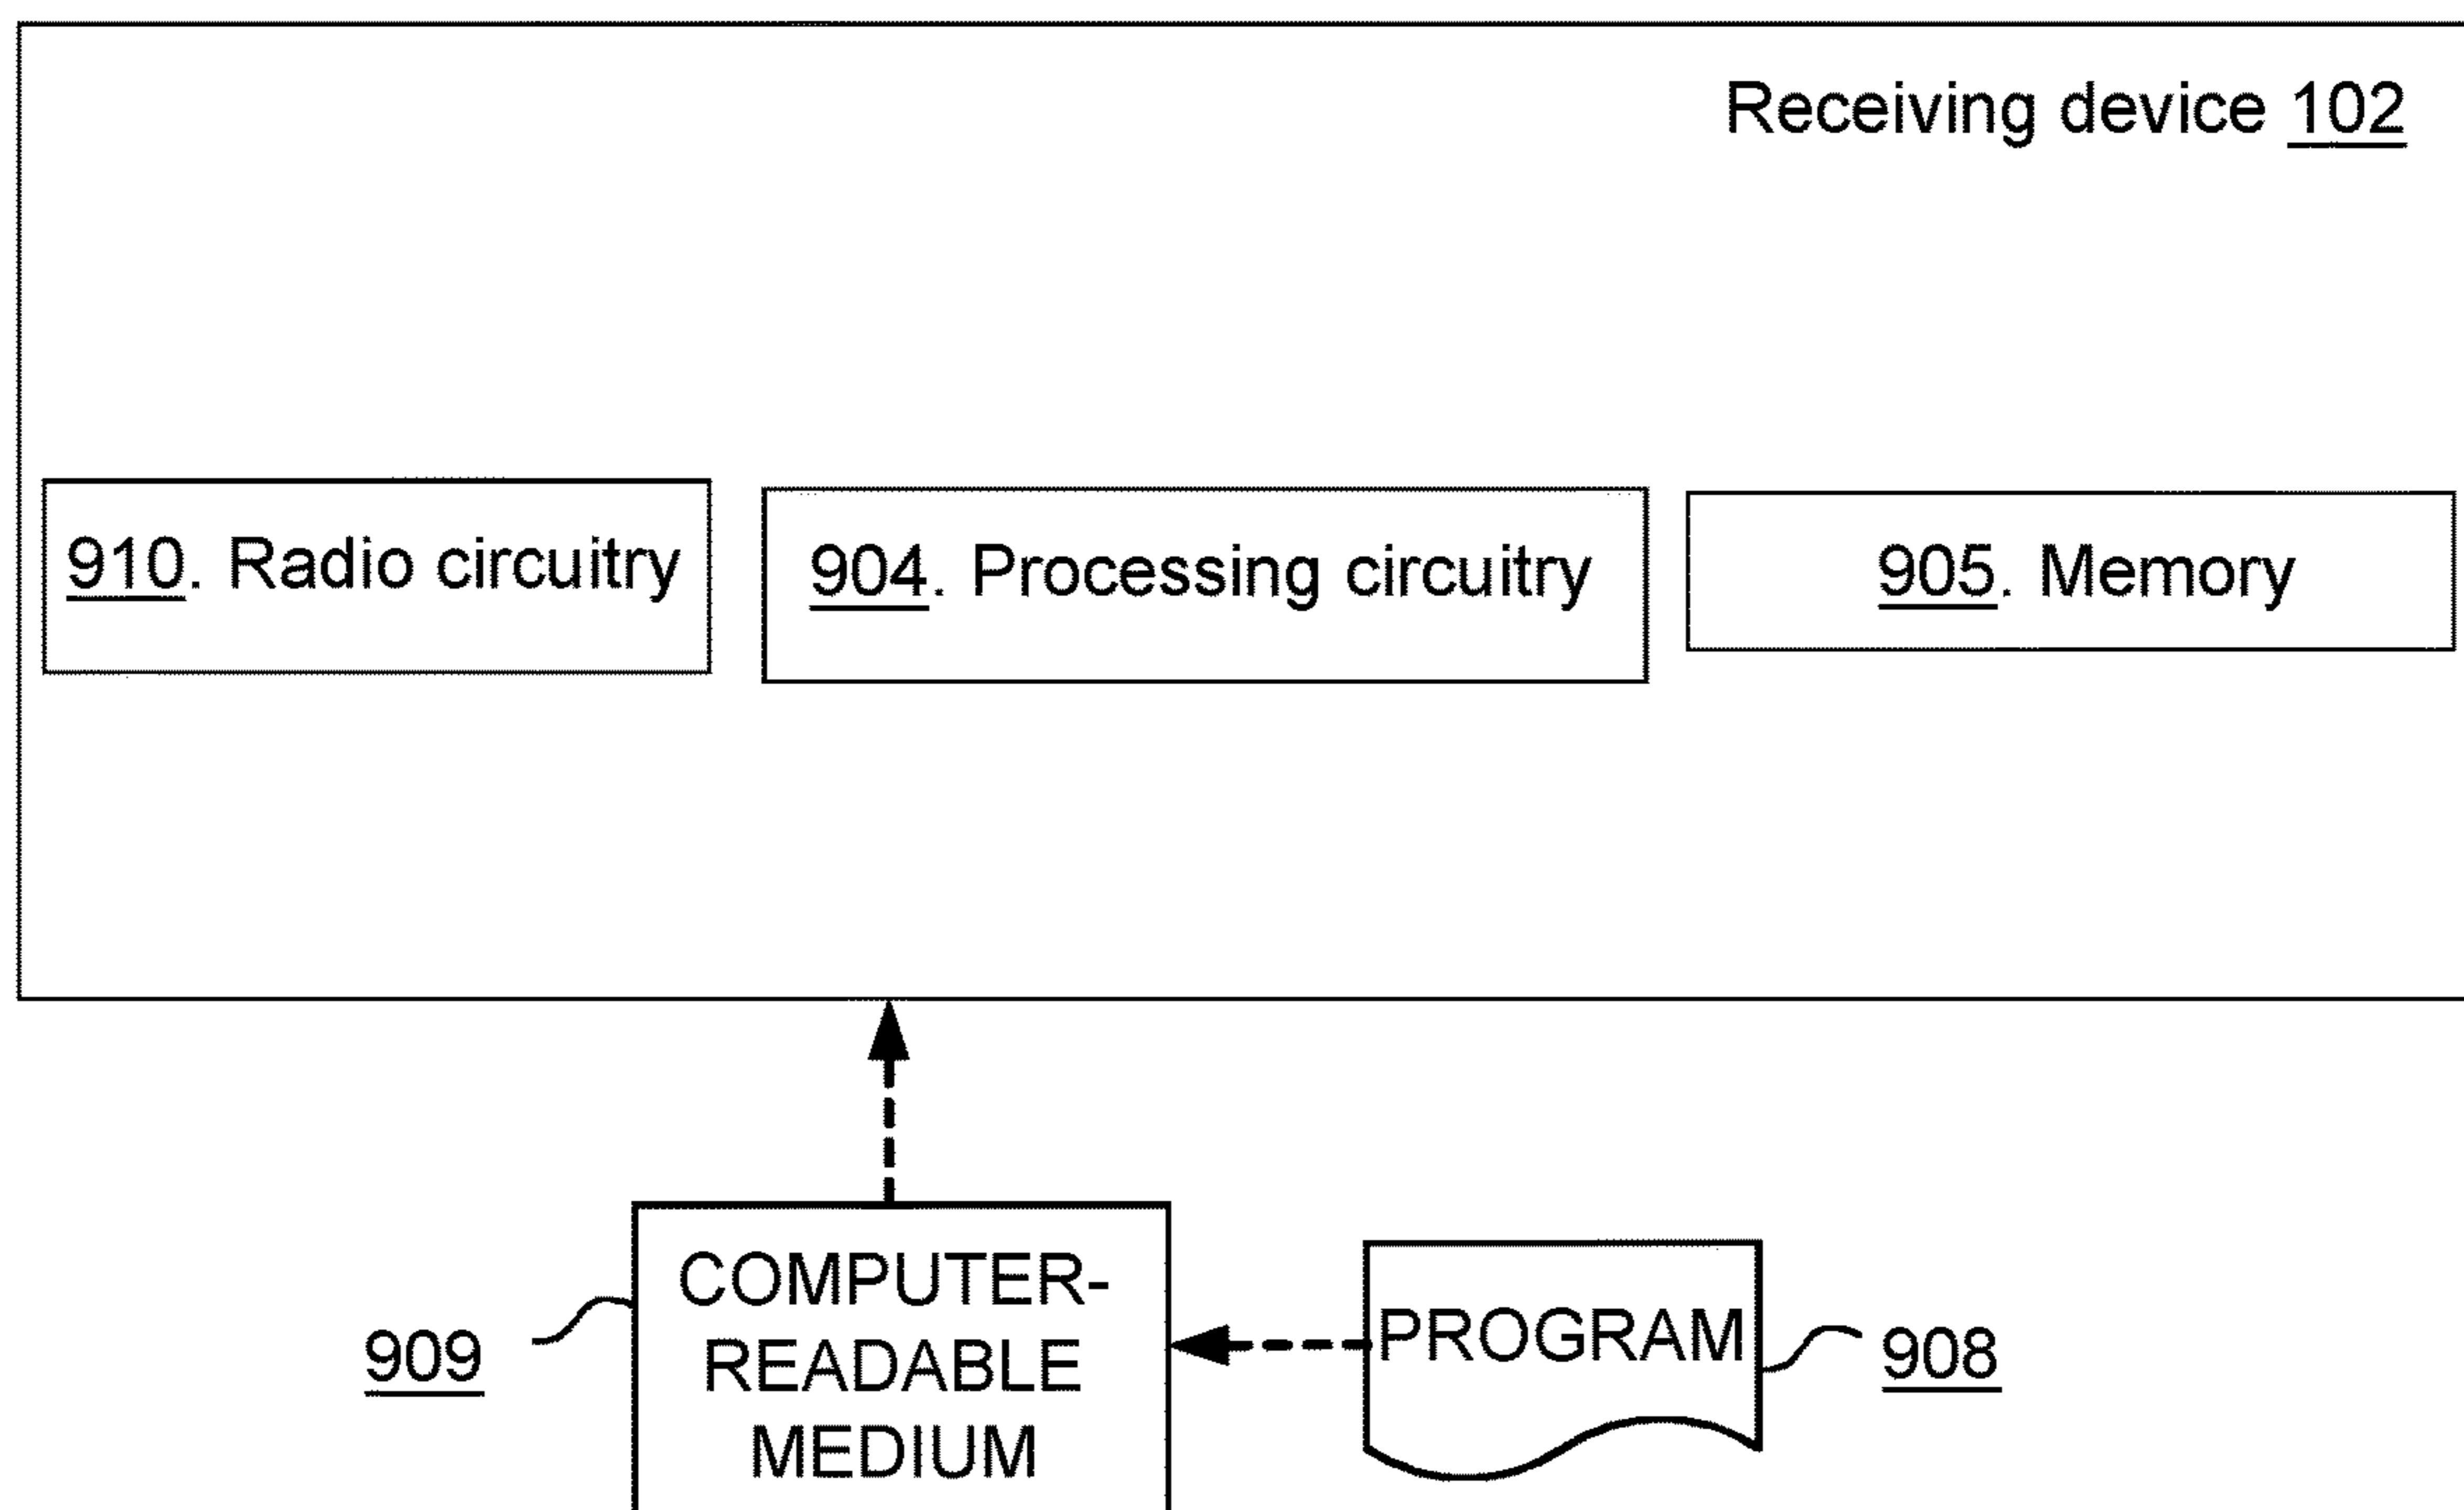 Receiving device 102
910. Radio circuitry
904. Processing circuitry
905. Memory
COMPUTER-
READABLE
MEDIUM
909
PROGRAM
908